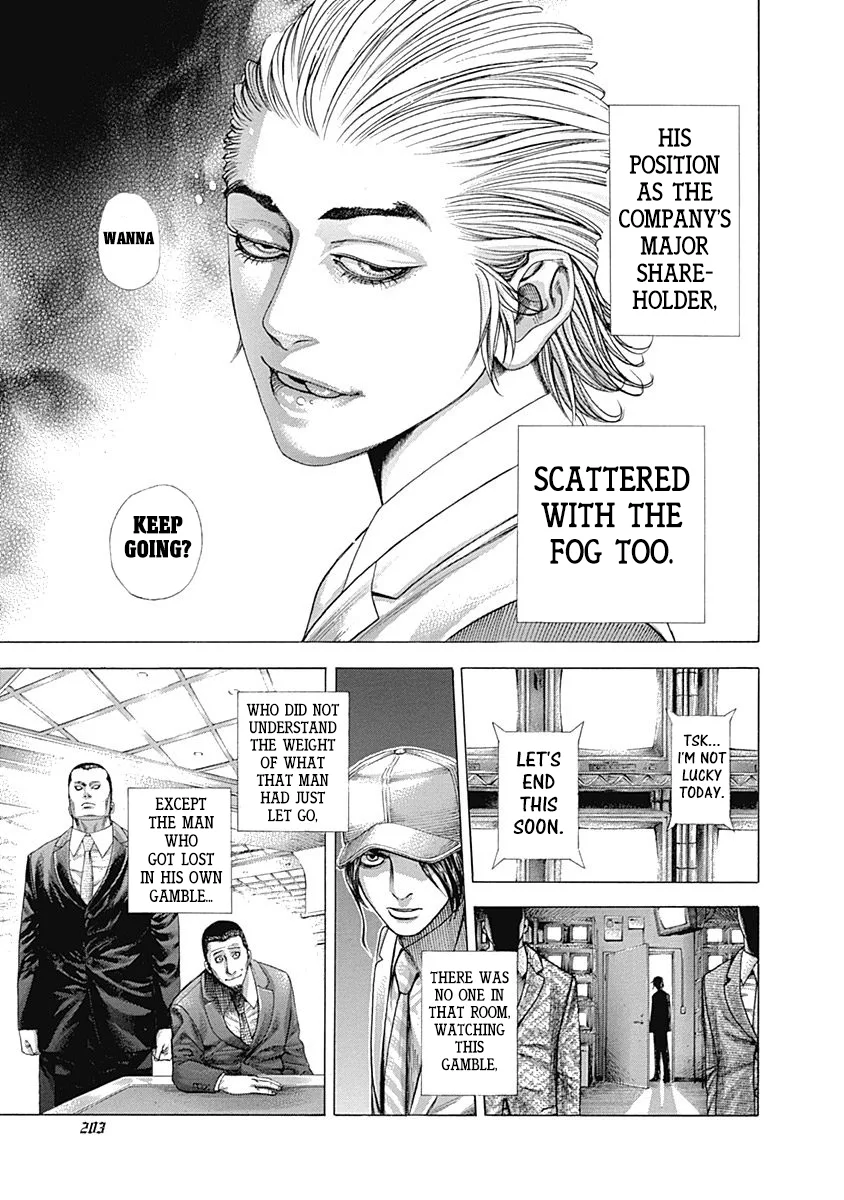 HIS
POSITION
AS THE
COMPANY'S
MAJOR
SHARE-
HOLDER,
WANNA
SCATTERED
WITH THE
FOG TOO.
KEEP
GOING?
TSK...
I'M NOT
LUCKY
TODAY.
LET'S
END
THIS
SOON.
THERE WAS
NO ONE IN
THAT ROOM,
WATCHING
THIS
GAMBLE,
WHO DID NOT
UNDERSTAND
THE WEIGHT
OF WHAT
THAT MAN
HAD JUST
LET GO,
EXCEPT
THE MAN
WHO
GOT LOST
IN HIS OWN
GAMBLE...
203